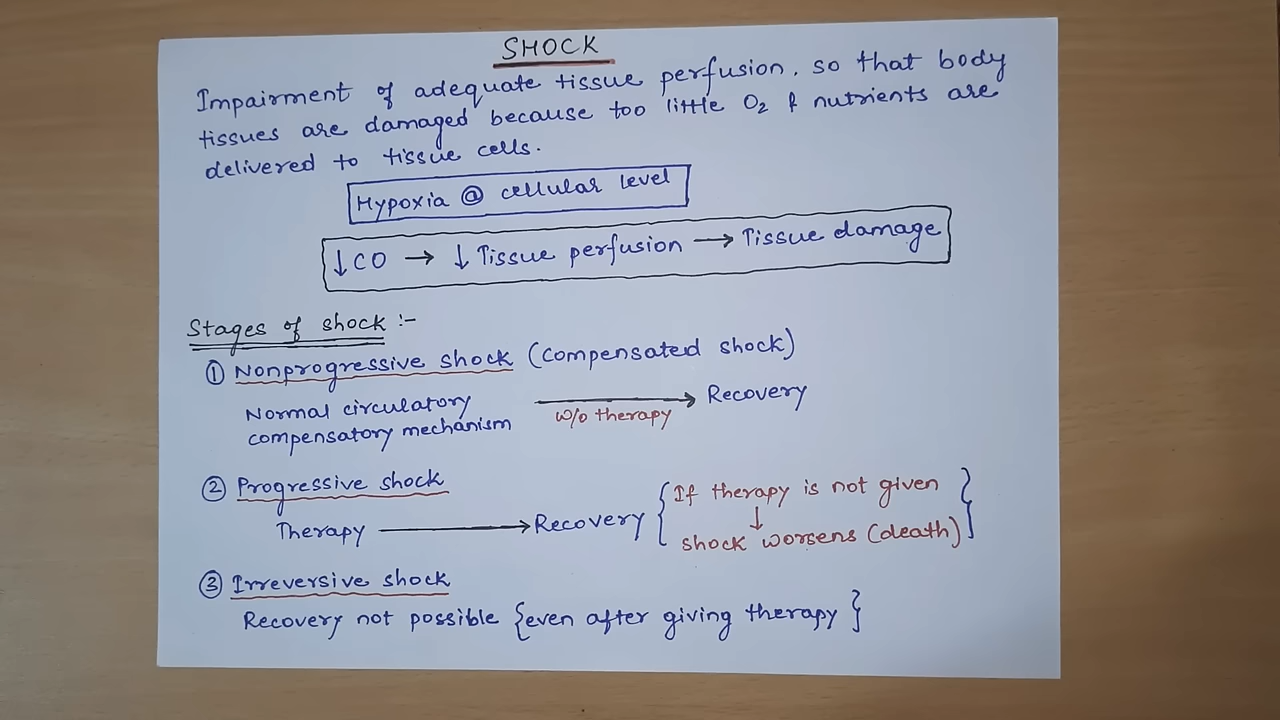 SHOCK
Impairment of adequate tissue perfusion, so that body
tissues are damaged because too little O2 & nutrients are
delivered to tissue cells.
Hypoxia @ cellular level
↓CO → ↓ Tissue perfusion → Tissue damage
Stages of shock :-
① Nonprogressive shock (compensated shock)
Normal circulatory
compensatory mechanism
w/o therapy
Recovery
② Progressive shock
Therapy → Recovery { If therapy is not given
↓
shock worsens (death) }
③ Irreversive shock
Recovery not possible {even after giving therapy}